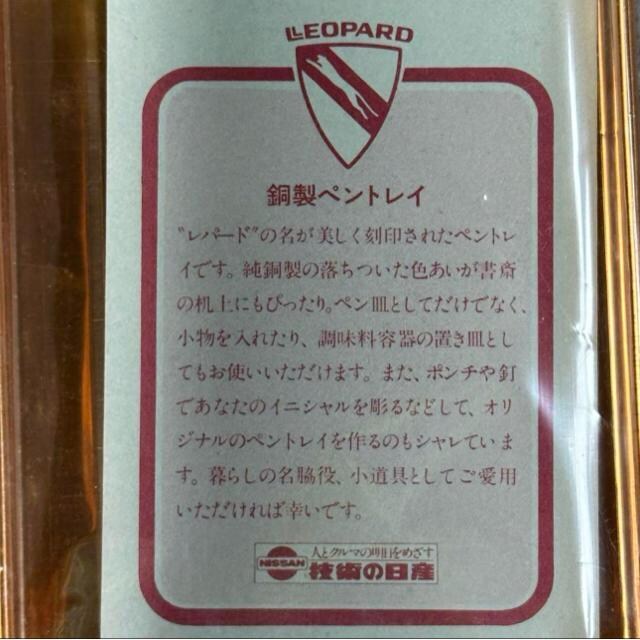 LEOPARD
銅製ペントレイ
"レパード"の名が美しく刻印されたペントレ
イです。純銅製の落ちついた色あいが書斎
の机上にもぴったり。ペン皿としてだけでなく、
小物を入れたり、調味料容器の置き皿とし
てもお使いいただけます。また、ポンチや釘
であなたのイニシャルを彫るなどして、オリ
ジナルのペントレイを作るのもシャレていま
す。暮らしの名脇役、小道具としてご愛用
いただければ幸いです。
人とクルマの明日をめざす
NISSAN 技術の日産